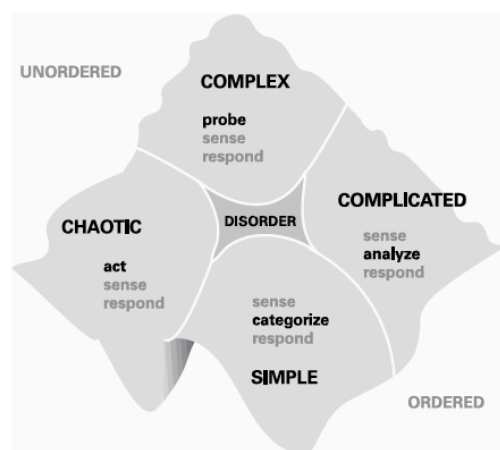 UNORDERED
COMPLEX
probe
sense
respond
CHAOTIC
act
sense
respond
DISORDER
COMPLICATED
sense
analyze
respond
sense
categorize
respond
SIMPLE
ORDERED